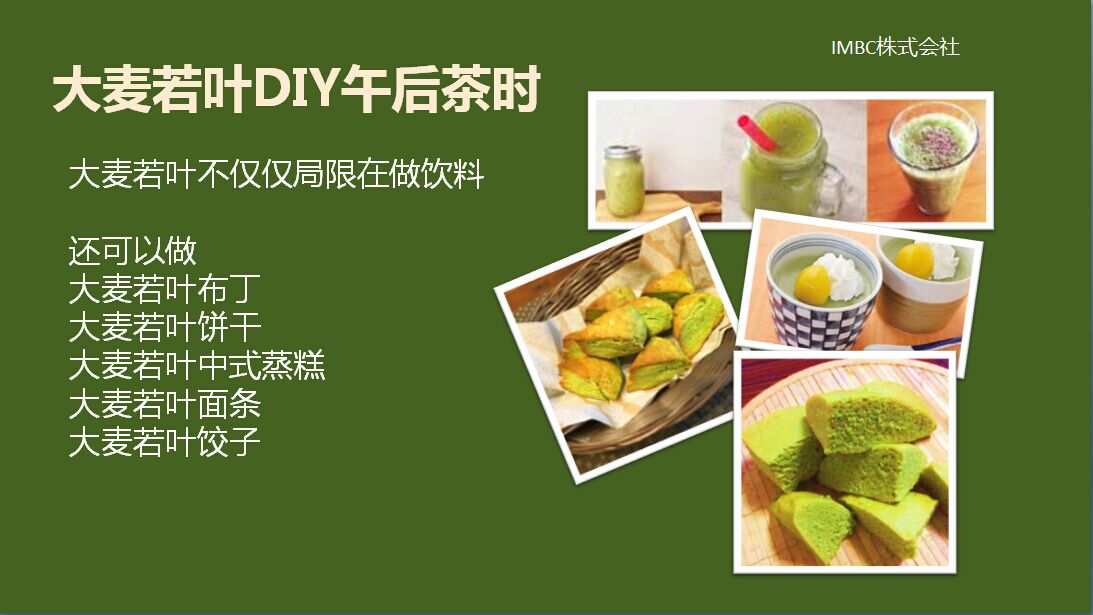 IMBC株式会社
大麦若叶DIY午后茶时
大麦若叶不仅仅局限在做饮料
还可以做
大麦若叶布丁
大麦若叶饼干
大麦若叶中式蒸糕
大麦若叶面条
大麦若叶饺子